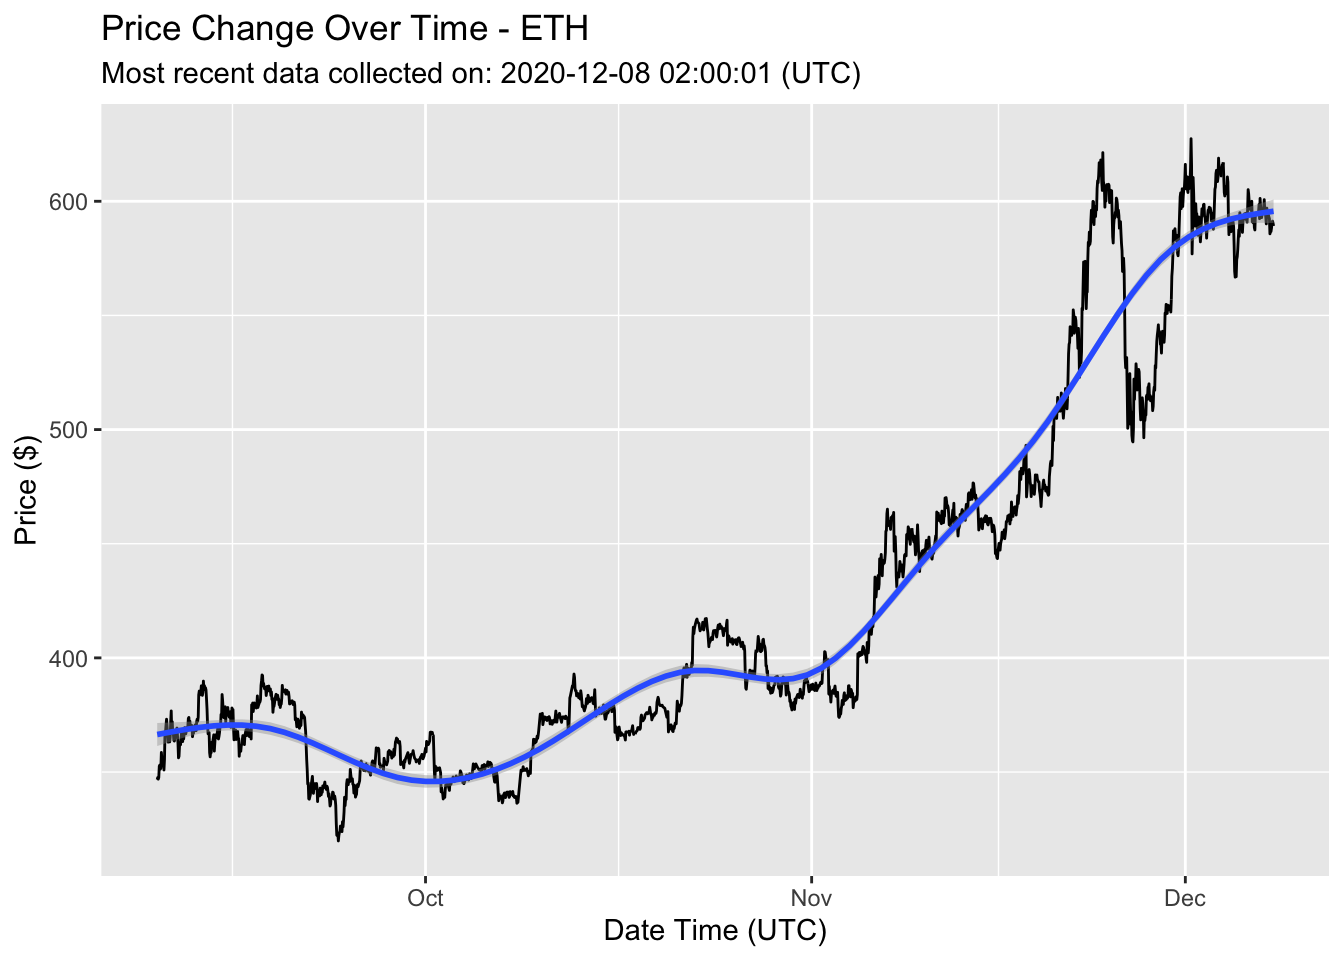 Price Change Over Time - ETH
Most recent data collected on: 2020-12-08 02:00:01 (UTC)
600
500
400
Price ($)
Oct
Nov
Dec
Date Time (UTC)